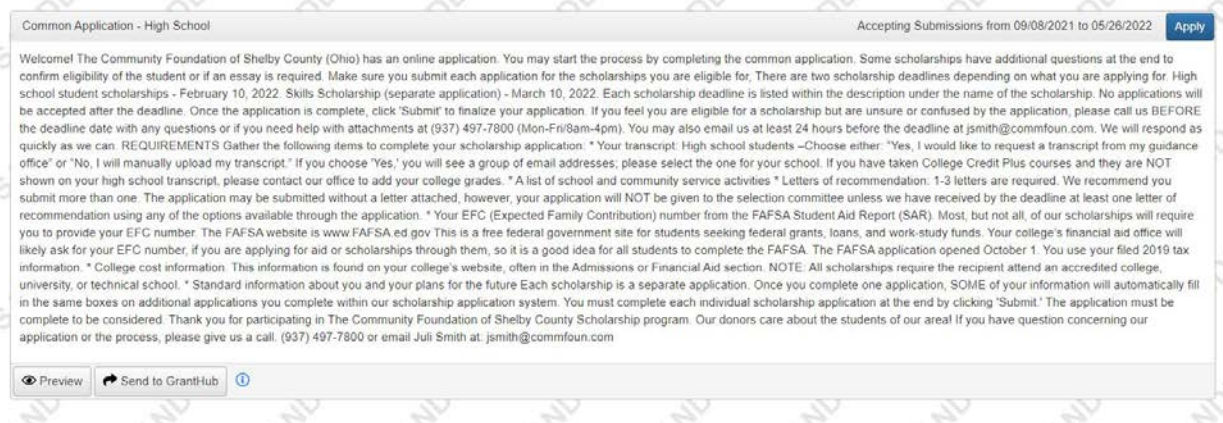 Common Application - High School
Accepting Submissions from 09/08/2021 to 05/26/2022
Apply
Welcome! The Community Foundation of Shelby County (Ohio) has an online application. You may start the process by completing the common application. Some scholarships have additional questions at the end to
confirm eligibility of the student or if an essay is required. Make sure you submit each application for the scholarships you are eligible for, There are two scholarship deadlines depending on what you are applying for. High
school student scholarships - February 10, 2022. Skills Scholarship (separate application) - March 10, 2022. Each scholarship deadline is listed within the description under the name of the scholarship. No applications will
be accepted after the deadline. Once the application is complete, click 'Submit' to finalize your application. If you feel you are eligible for a scholarship but are unsure or confused by the application, please call us BEFORE
the deadline date with any questions or if you need help with attachments at (937) 497-7800 (Mon-Fri/8am-4pm). You may also email us at least 24 hours before the deadline at jsmith@commfoun.com. We will respond as
quickly as we can. REQUIREMENTS Gather the following items to complete your scholarship application: * Your transcript: High school students –Choose either: "Yes, I would like to request a transcript from my guidance
office" or "No, I will manually upload my transcript." If you choose 'Yes,' you will see a group of email addresses; please select the one for your school. If you have taken College Credit Plus courses and they are NOT
shown on your high school transcript, please contact our office to add your college grades. * A list of school and community service activities * Letters of recommendation: 1-3 letters are required. We recommend you
submit more than one. The application may be submitted without a letter attached, however, your application will NOT be given to the selection committee unless we have received by the deadline at least one letter of
recommendation using any of the options available through the application. * Your EFC (Expected Family Contribution) number from the FAFSA Student Aid Report (SAR). Most, but not all, of our scholarships will require
you to provide your EFC number. The FAFSA website is www.FAFSA.ed.gov This is a free federal government site for students seeking federal grants, loans, and work-study funds. Your college's financial aid office will
likely ask for your EFC number, if you are applying for aid or scholarships through them, so it is a good idea for all students to complete the FAFSA. The FAFSA application opened October 1. You use your filed 2019 tax
information. * College cost information. This information is found on your college's website, often in the Admissions or Financial Aid section. NOTE: All scholarships require the recipient attend an accredited college,
university, or technical school. * Standard information about you and your plans for the future Each scholarship is a separate application. Once you complete one application, SOME of your information will automatically fill
in the same boxes on additional applications you complete within our scholarship application system. You must complete each individual scholarship application at the end by clicking 'Submit.' The application must be
complete to be considered. Thank you for participating in The Community Foundation of Shelby County Scholarship program. Our donors care about the students of our area! If you have question concerning our
application or the process, please give us a call. (937) 497-7800 or email Juli Smith at: jsmith@commfoun.com
Preview
Send to GrantHub